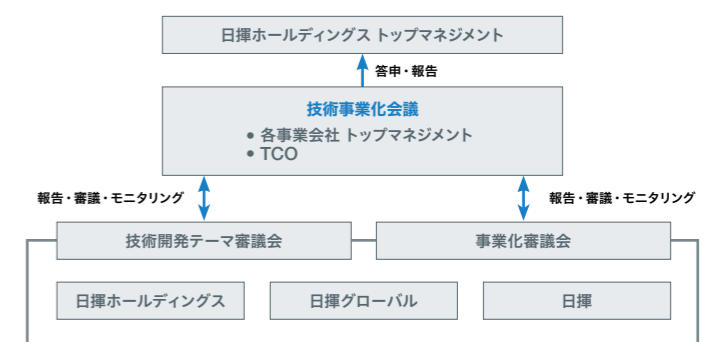 日揮ホールディングス トップマネジメント
答申・報告
技術事業化会議
● 各事業会社 トップマネジメント
● TCO
報告・審議・モニタリング
報告・審議・モニタリング
技術開発テーマ審議会
事業化審議会
日揮ホールディングス
日揮グローバル
日揮